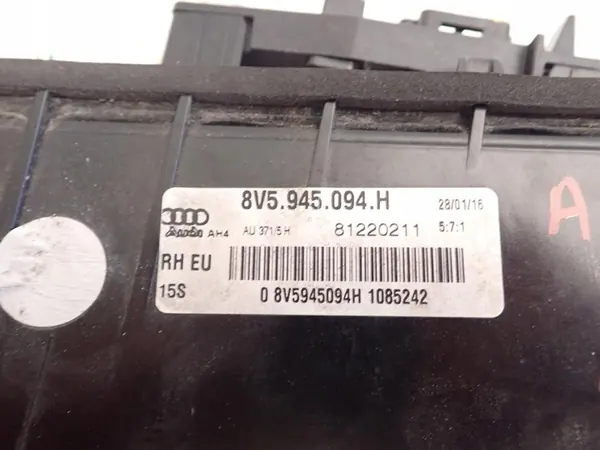 8V5.945.094.H 28/01/16
AH4 AU 371/5 H 81220211 5:7:1
RH EU
15S 0 8V5945094H 1085242
A